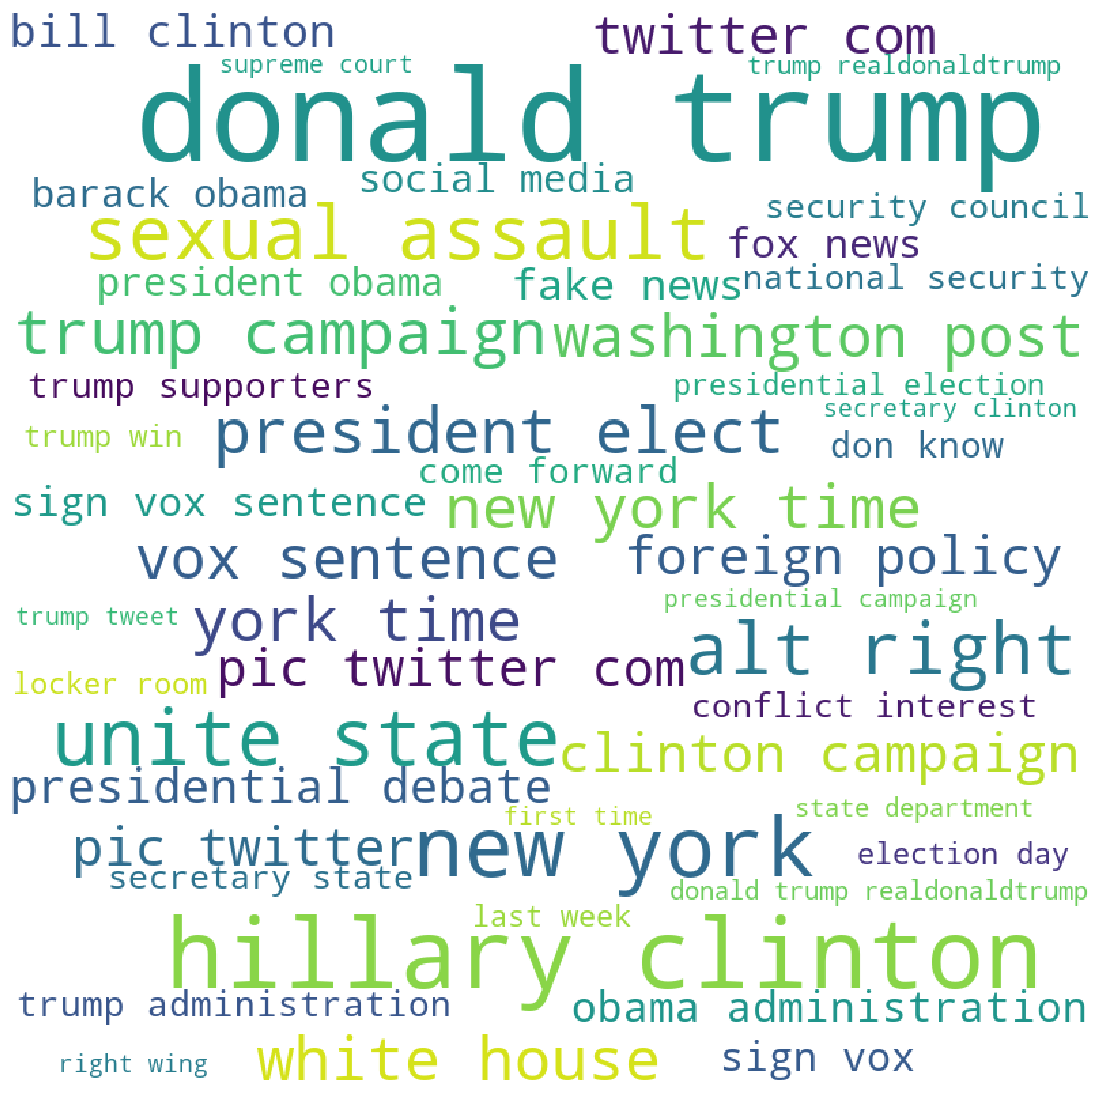 bill clinton
twitter com
supreme court
trump realdonaldtrump
donald trump
social media
barack obama
security council
sexual assault
fox news
president obama
fake news
national security
trump campaign
washington post
trump supporters
presidential election
secretary clinton
trump win
president elect
don know
come forward
sign vox sentence
new york time
vox sentence
foreign policy
presidential campaign
trump tweet
york time
alt right
pic twitter com
locker room
conflict interest
unite state
clinton campaign
presidential debate
first time
state department
pic twitter
new york
election day
secretary state
donald trump realdonaldtrump
last week
hillary clinton
trump administration
obama administration
right wing
white house
sign vox